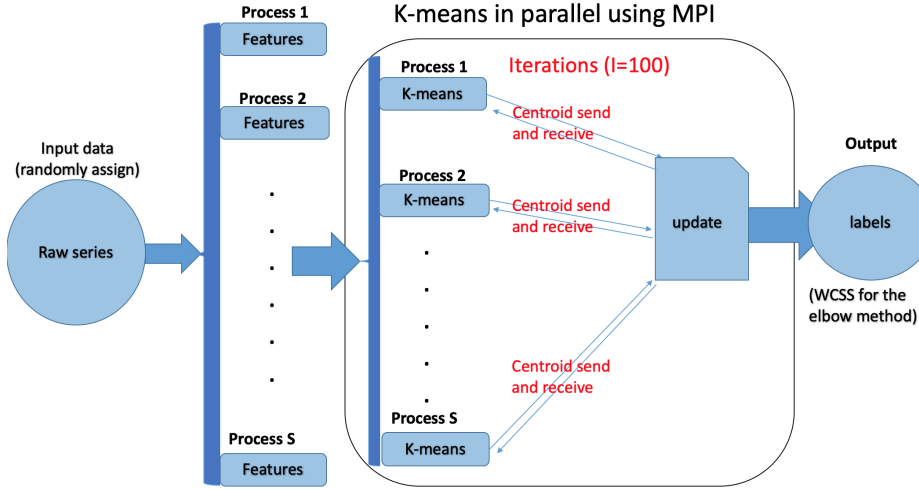 K-means in parallel using MPI
Process 1
Features
Process 2
Features
Process S
Features
Input data
(randomly assign)
Raw series
Iterations (I=100)
Process 1
K-means
Centroid send
and receive
Process 2
K-means
Centroid send
and receive
Centroid send
and receive
Process S
K-means
update
Output
labels
(WCSS for the
elbow method)